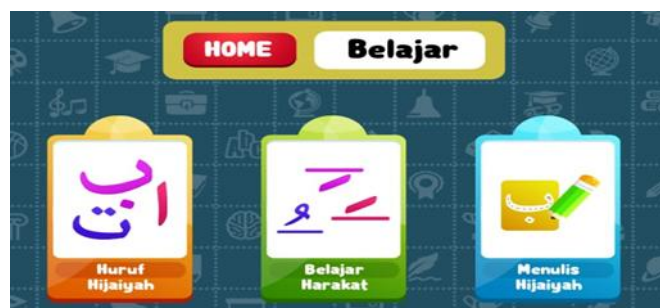 HOME Belajar
ا ب ت
Huruf
Hijaiyah
Belajar
Harakat
ب
Menulis
Hijaiyah